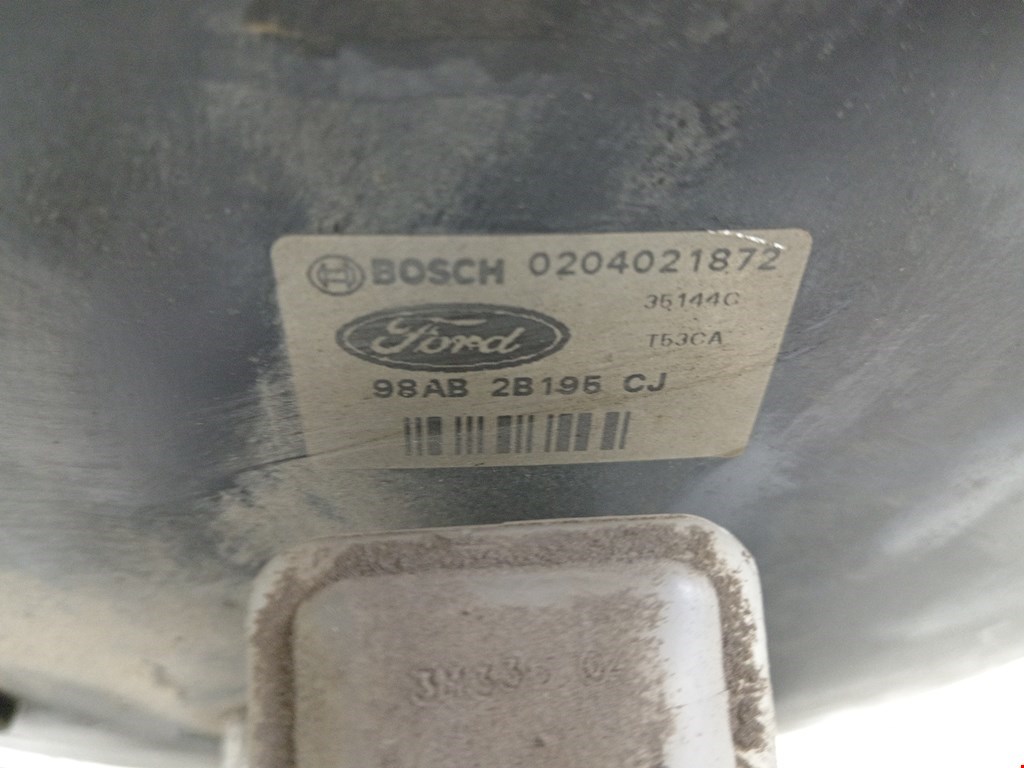 BOSCH 0204021872
35144C
Ford
T53CA
98AB 2B195 CJ